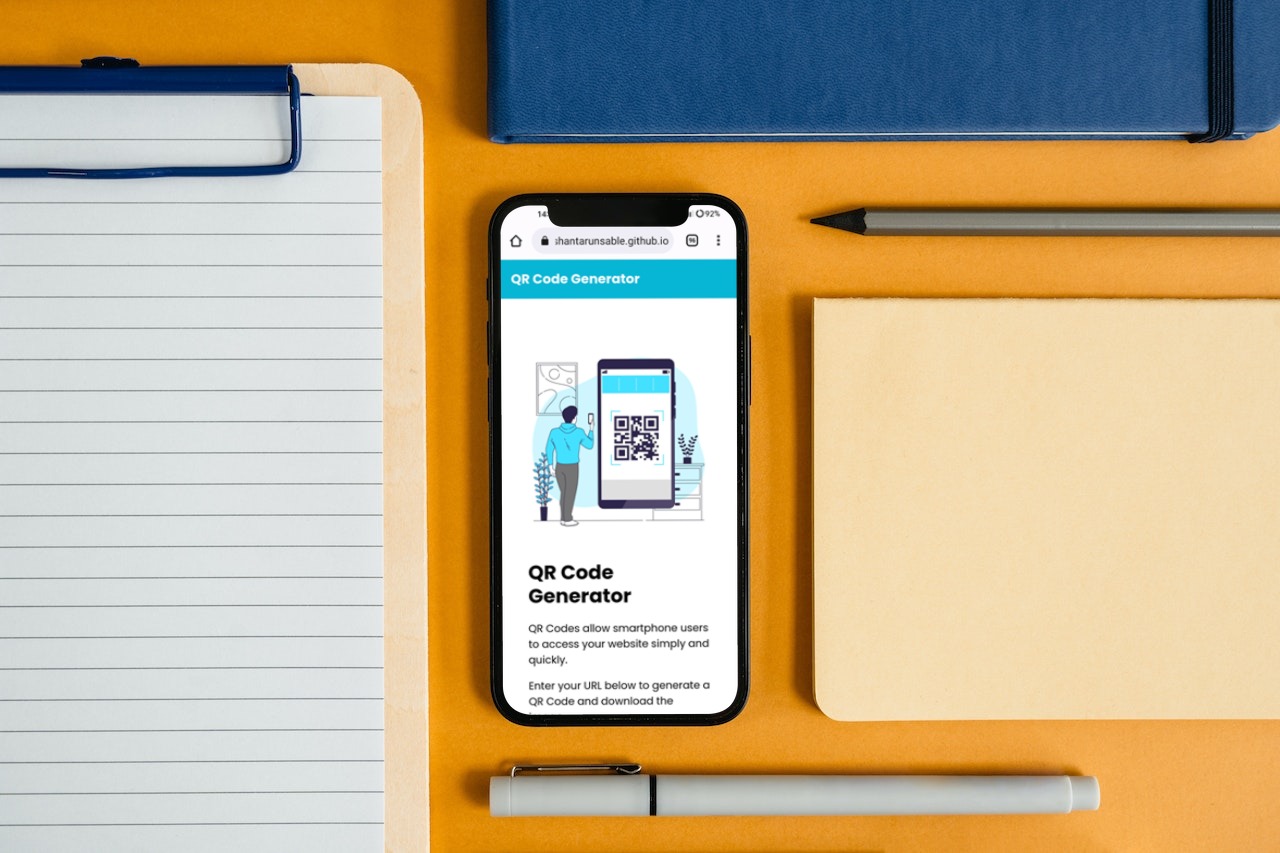 14
92%
shantarunsable.github.io
96
QR Code Generator
QR Code
Generator
QR Codes allow smartphone users
to access your website simply and
quickly.
Enter your URL below to generate a
QR Code and download the